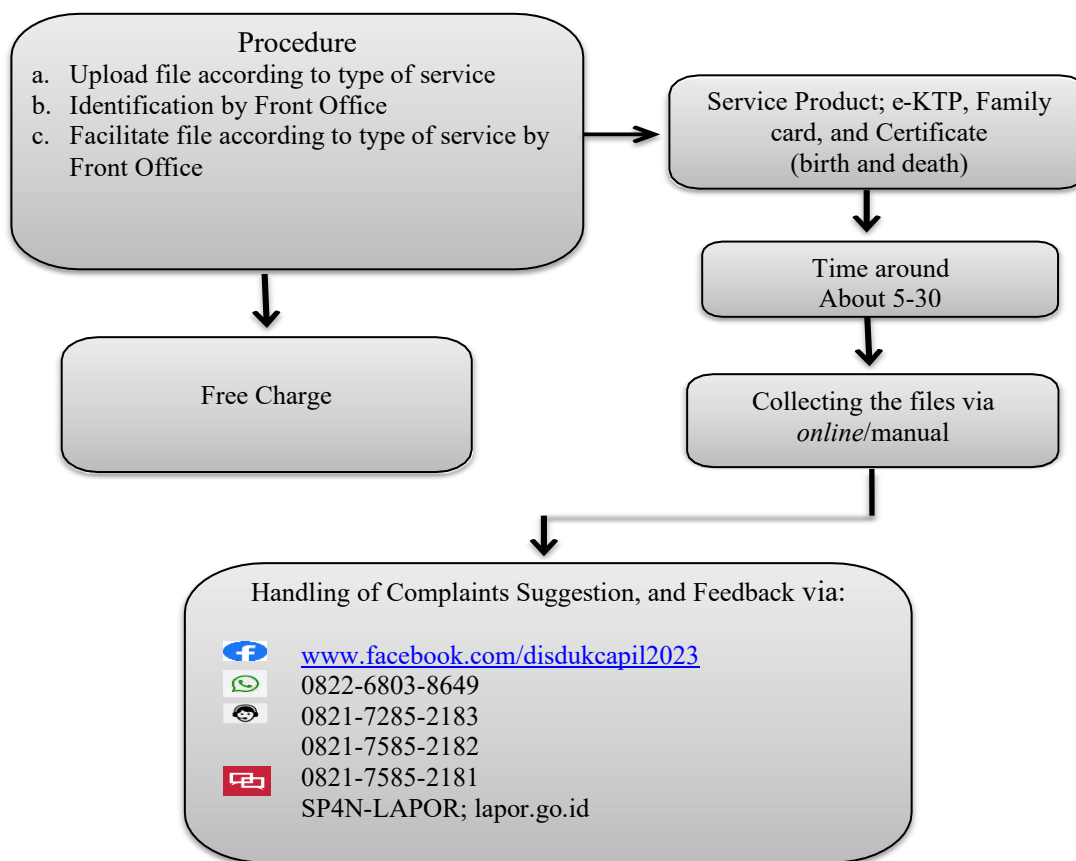 Procedure
a. Upload file according to type of service
b. Identification by Front Office
c. Facilitate file according to type of service by
Front Office
Service Product; e-KTP, Family
card, and Certificate
(birth and death)
Time around
About 5-30
Free Charge
Collecting the files via
online/manual
Handling of Complaints Suggestion, and Feedback via:
www.facebook.com/disdukcapil2023
0822-6803-8649
0821-7285-2183
0821-7585-2182
0821-7585-2181
SP4N-LAPOR; lapor.go.id